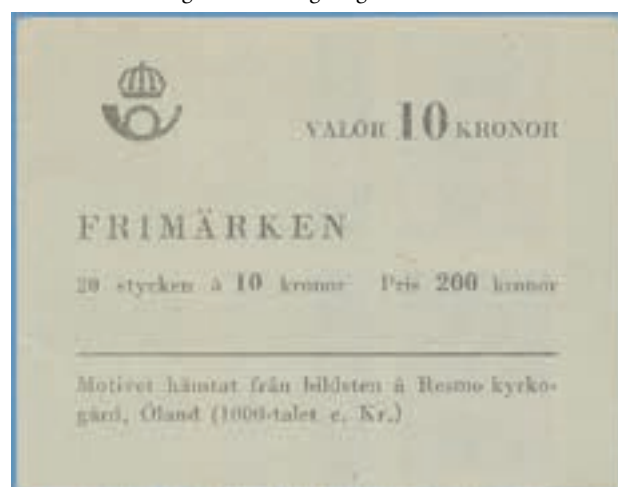 VALÖR 10 KRONOR
FRIMÄRKEN
20 stycken à 10 kronor Pris 200 kronor
Motivet hämtat från bildsten å Resmo kyrko-
gård, Öland (1000-talet e. Kr.)